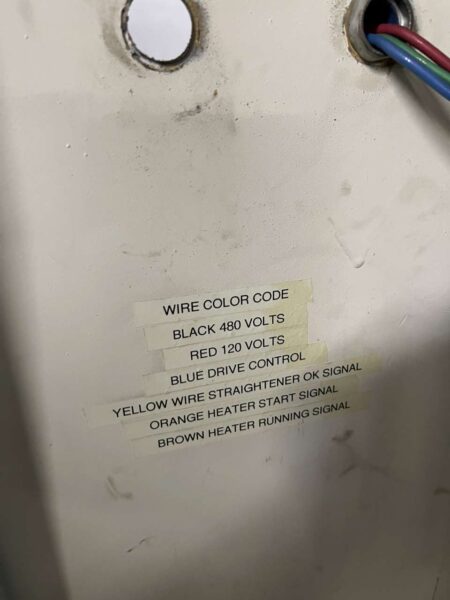 WIRE COLOR CODE
BLACK 480 VOLTS
RED 120 VOLTS
BLUE DRIVE CONTROL
YELLOW WIRE STRAIGHTENER OK SIGNAL
ORANGE HEATER START SIGNAL
BROWN HEATER RUNNING SIGNAL